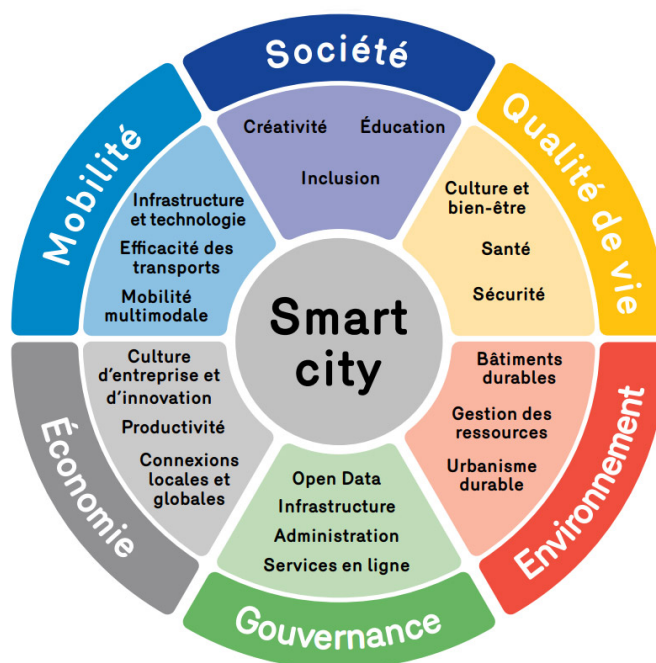 Société
Créativité Éducation
Inclusion
Qualité de vie
Culture et
bien-être
Santé
Sécurité
Environnement
Bâtiments
durables
Gestion des
ressources
Urbanisme
durable
Gouvernance
Open Data
Infrastructure
Administration
Services en ligne
Économie
Culture
d'entreprise et
d'innovation
Productivité
Connexions
locales et
globales
Mobilité
Infrastructure
et technologie
Efficacité des
transports
Mobilité
multimodale
Smart
city